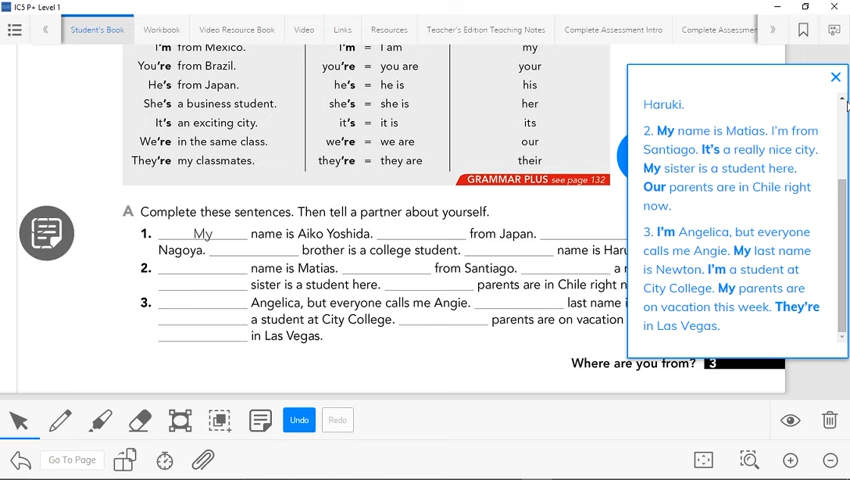 IC5 P+ Level 1
Student's Book Workbook Video Resource Book Video Links Resources Teacher's Edition Teaching Notes Complete Assessment Intro Complete Assessmen
I'm from Mexico. I'm = I am my
You're from Brazil. you're = you are your
He's from Japan. he's = he is his
She's a business student. she's = she is her
It's an exciting city. it's = it is its
We're in the same class. we're = we are our
They're my classmates. they're = they are their
GRAMMAR PLUS see page 132
A Complete these sentences. Then tell a partner about yourself.
1. My name is Aiko Yoshida. from Japan.
Nagoya. brother is a college student. name is Haru
2. name is Matias. from Santiago. a r
sister is a student here. parents are in Chile right n
3. Angelica, but everyone calls me Angie. last name i
a student at City College. parents are on vacation
in Las Vegas.
Where are you from? 3
Haruki.
2. My name is Matias. I'm from
Santiago. It's a really nice city.
My sister is a student here.
Our parents are in Chile right
now.
3. I'm Angelica, but everyone
calls me Angie. My last name
is Newton. I'm a student at
City College. My parents are
on vacation this week. They're
in Las Vegas.
Undo Redo
Go To Page